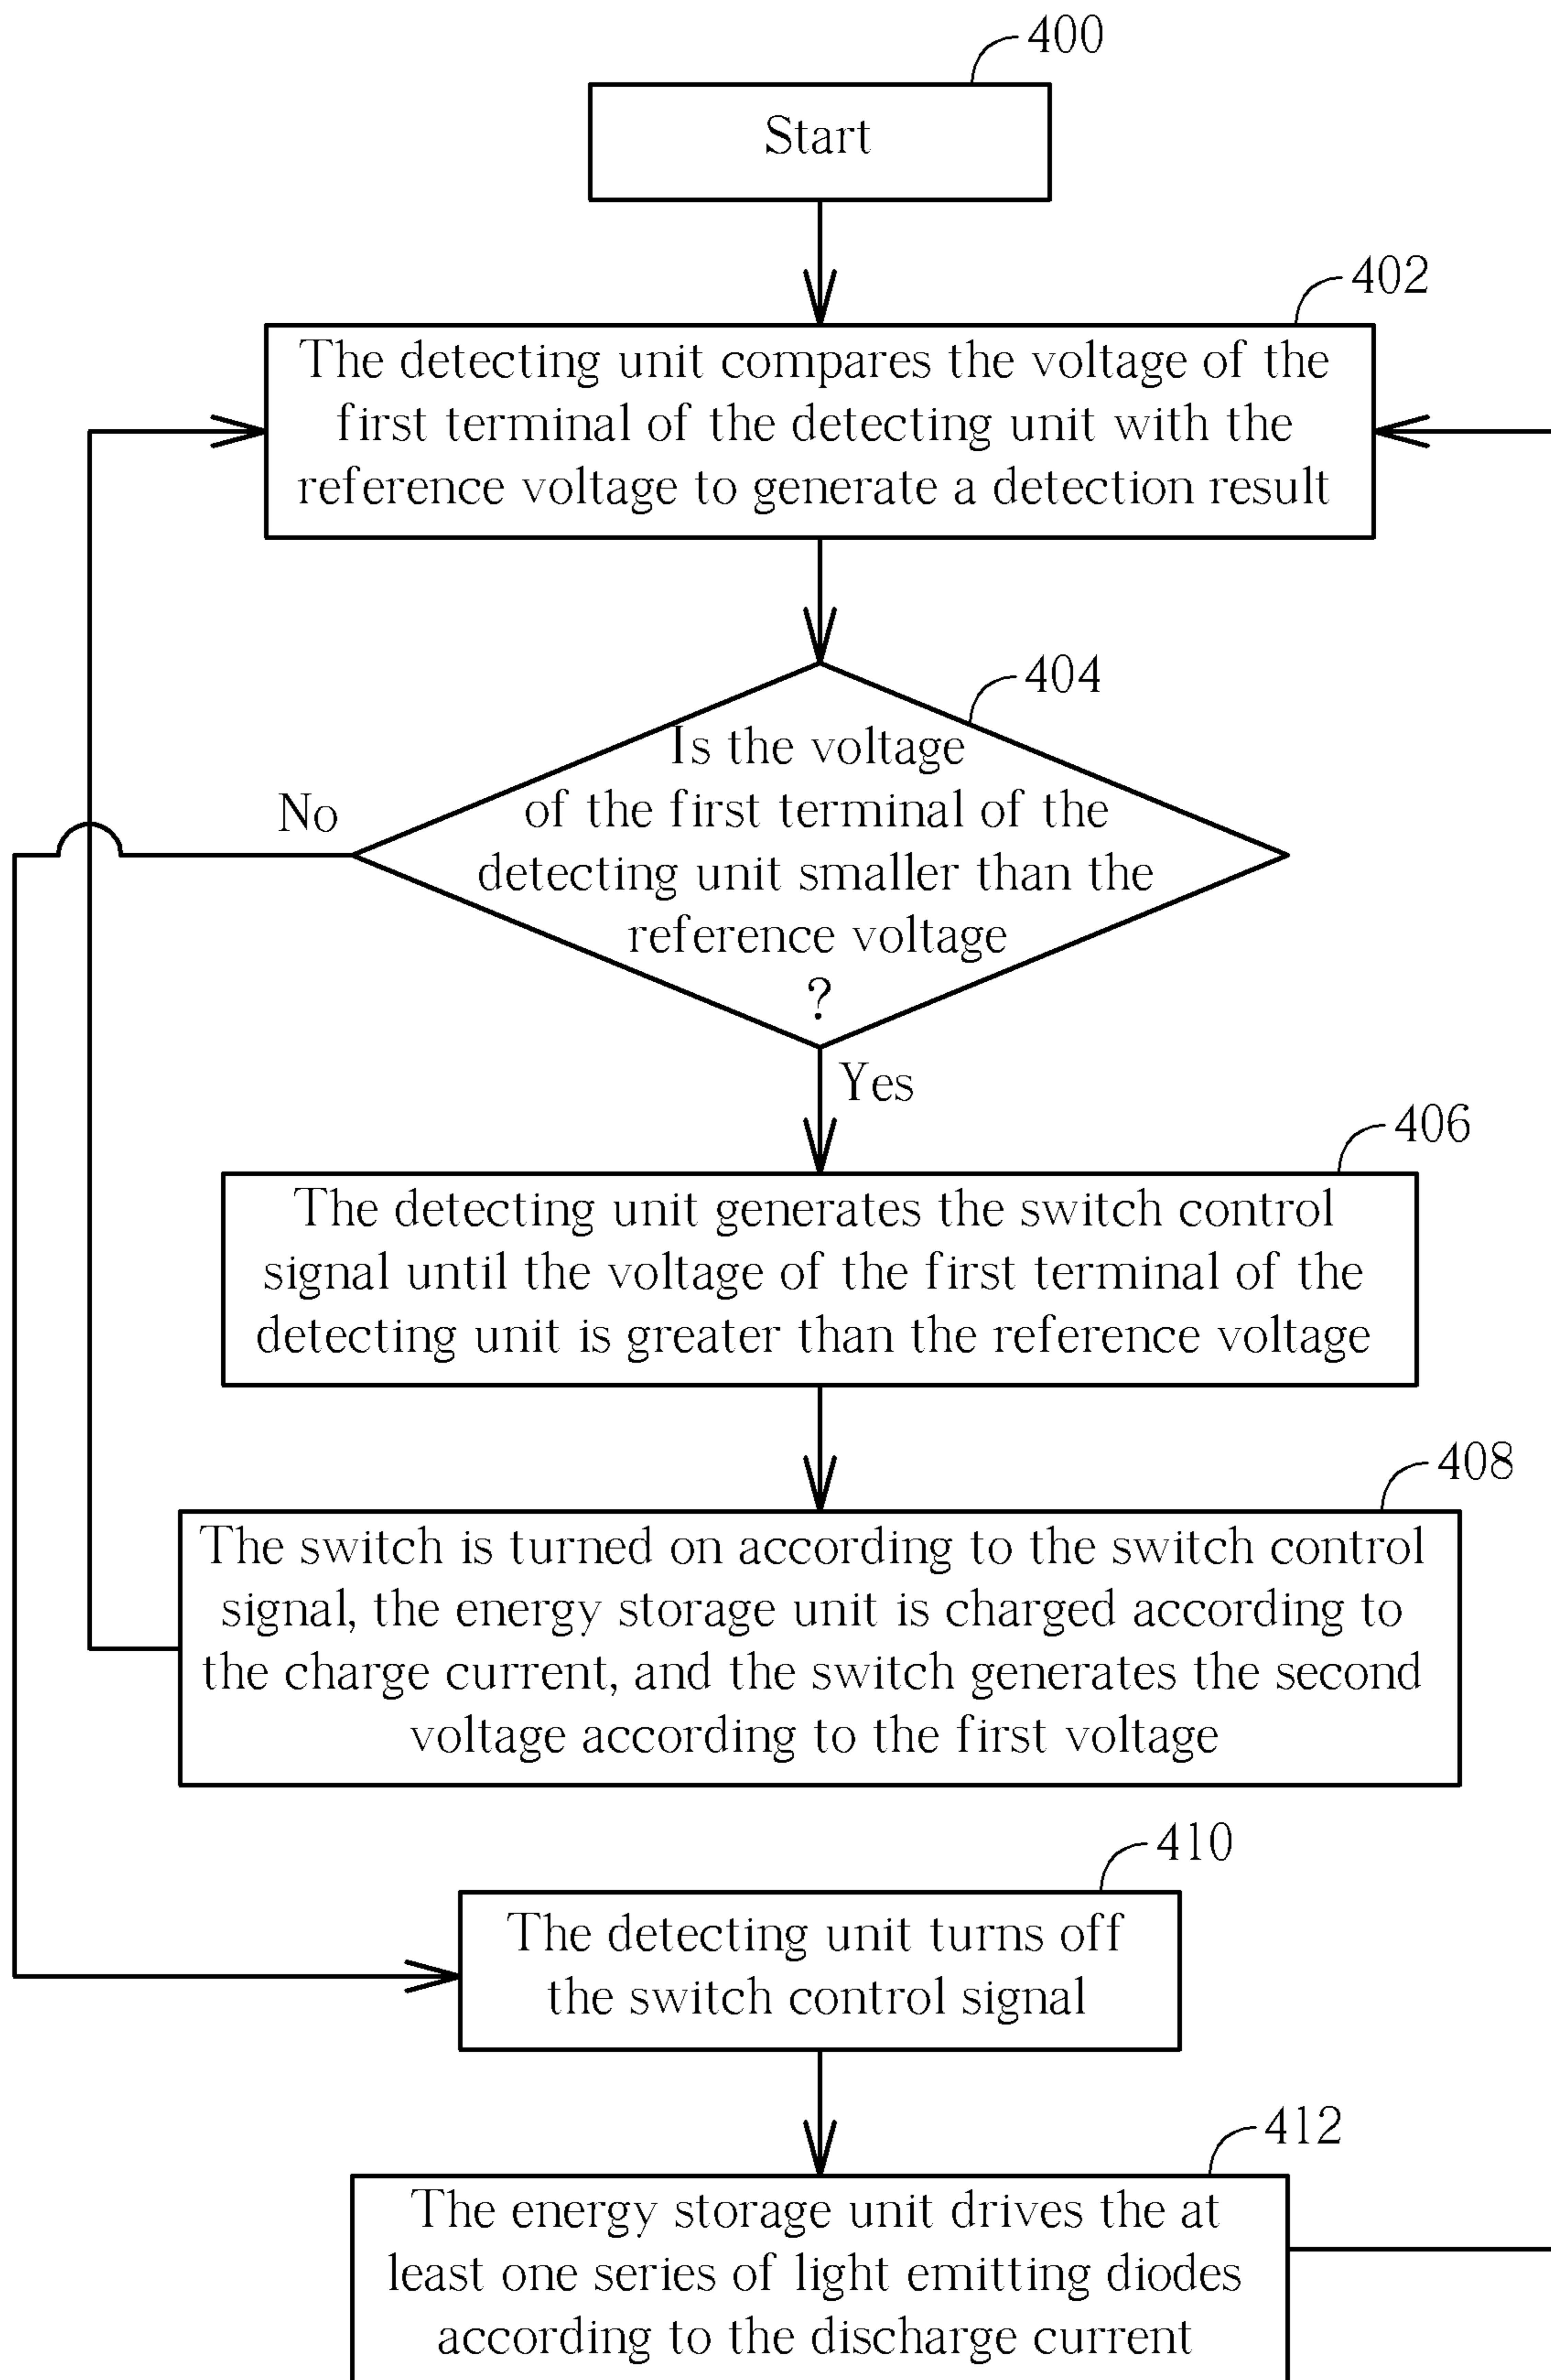 400
Start
402
The detecting unit compares the voltage of the
first terminal of the detecting unit with the
reference voltage to generate a detection result
404
Is the voltage
of the first terminal of the
detecting unit smaller than the
reference voltage
?
No
Yes
406
The detecting unit generates the switch control
signal until the voltage of the first terminal of the
detecting unit is greater than the reference voltage
408
The switch is turned on according to the switch control
signal, the energy storage unit is charged according to
the charge current, and the switch generates the second
voltage according to the first voltage
410
The detecting unit turns off
the switch control signal
412
The energy storage unit drives the at
least one series of light emitting diodes
according to the discharge current